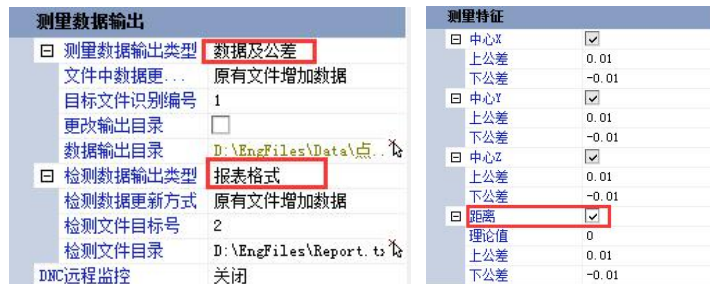 测量数据输出
测量数据输出类型 数据及公差
文件中数据更... 原有文件增加数据
目标文件识别编号 1
更改输出目录
数据输出目录 D:\EngFiles\Data\点..
检测数据输出类型 报表格式
检测数据更新方式 原有文件增加数据
检测文件目标号 2
检测文件目录 D:\EngFiles\Report.t
DNC远程监控 关闭
测量特征
中心X
上公差 0.01
下公差 -0.01
中心Y
上公差 0.01
下公差 -0.01
中心Z
上公差 0.01
下公差 -0.01
距离
理论值 0
上公差 0.01
下公差 -0.01